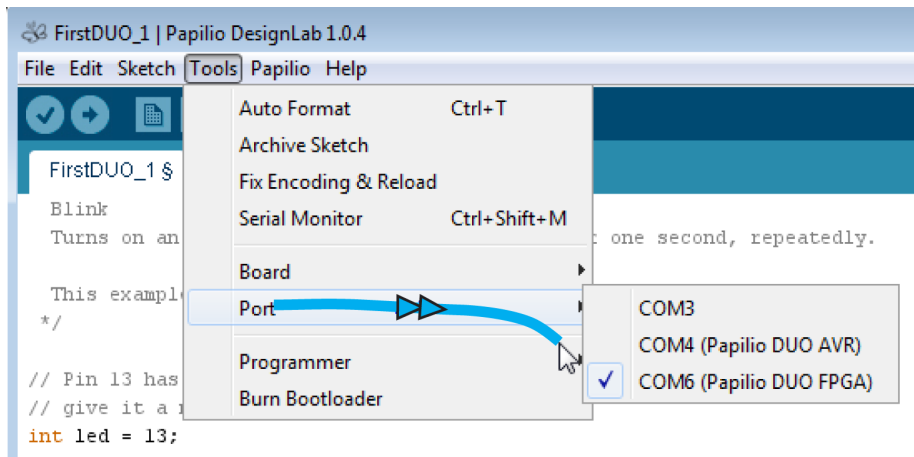 FirstDUO_1 | Papilio DesignLab 1.0.4
File Edit Sketch Tools Papilio Help
Auto Format Ctrl+T
Archive Sketch
FirstDUO_1 §
Fix Encoding & Reload
Blink
Serial Monitor Ctrl+Shift+M
Turns on an one second, repeatedly.
Board
This exampl
Port
COM3
*/
COM4 (Papilio DUO AVR)
Programmer
// Pin 13 has
COM6 (Papilio DUO FPGA)
Burn Bootloader
// give it a
int led = 13;